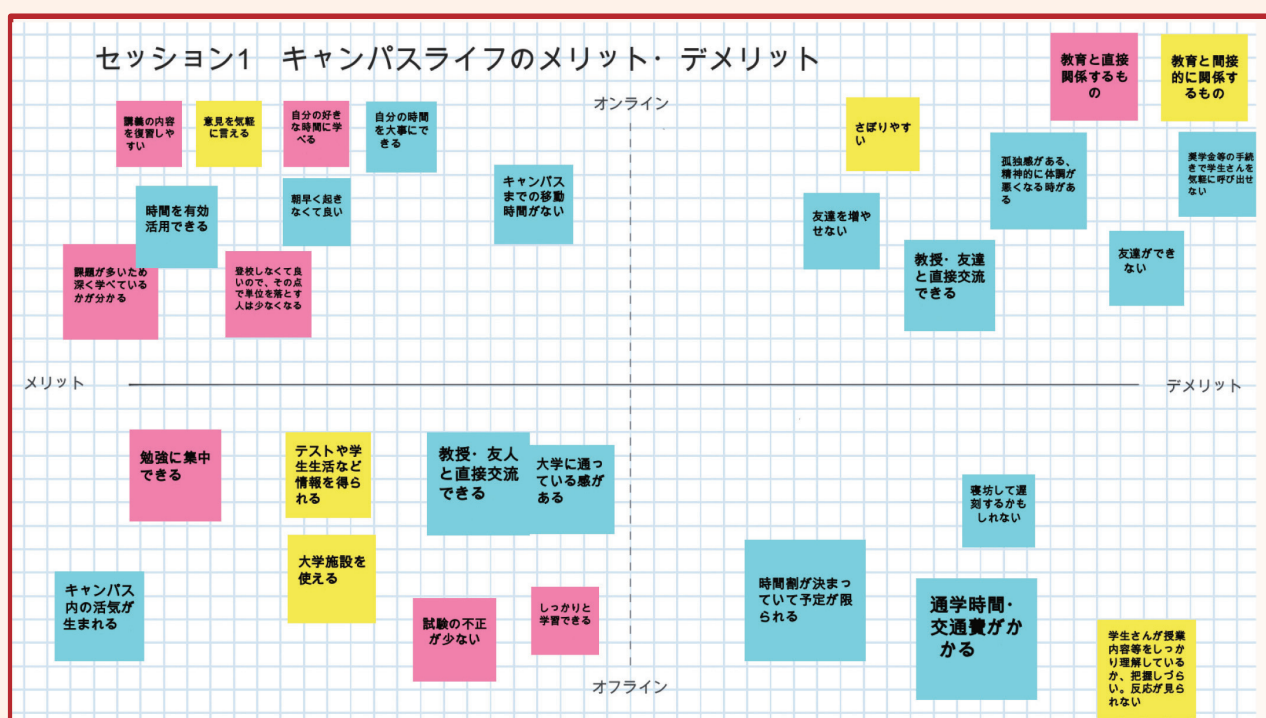 セッション1 キャンパスライフのメリット・デメリット
教育と直接
関係するも
の
教育と間接
的に関係す
るもの
オンライン
講義の内容
を復習しや
すい
意見を気軽
に言える
自分の好き
な時間に学
べる
自分の時間
を大事にで
きる
時間を有効
活用できる
朝早く起き
なくて良い
キャンパス
までの移動
時間がない
課題が多いため
深く学べている
かが分かる
登校しなくて良
いので、その点
で単位を落とす
人は少なくなる
さぼりやす
い
孤独感がある、
精神的に体調が
悪くなる時があ
る
奨学金等の手続
きで学生さんを
気軽に呼び出せ
ない
友達を増や
せない
教授・友達
と直接交流
できる
友達ができ
ない
メリット
デメリット
勉強に集中
できる
テストや学
生生活など
情報を得ら
れる
教授・友人
と直接交流
できる
大学に通っ
ている感が
ある
キャンパス
内の活気が
生まれる
大学施設を
使える
試験の不正
が少ない
しっかりと
学習できる
寝坊して遅
刻するかも
しれない
時間割が決まっ
ていて予定が限
られる
通学時間・
交通費がか
かる
学生さんが授業
内容等をしっか
り理解している
か、把握しづら
い。反応が見ら
れない
オフライン